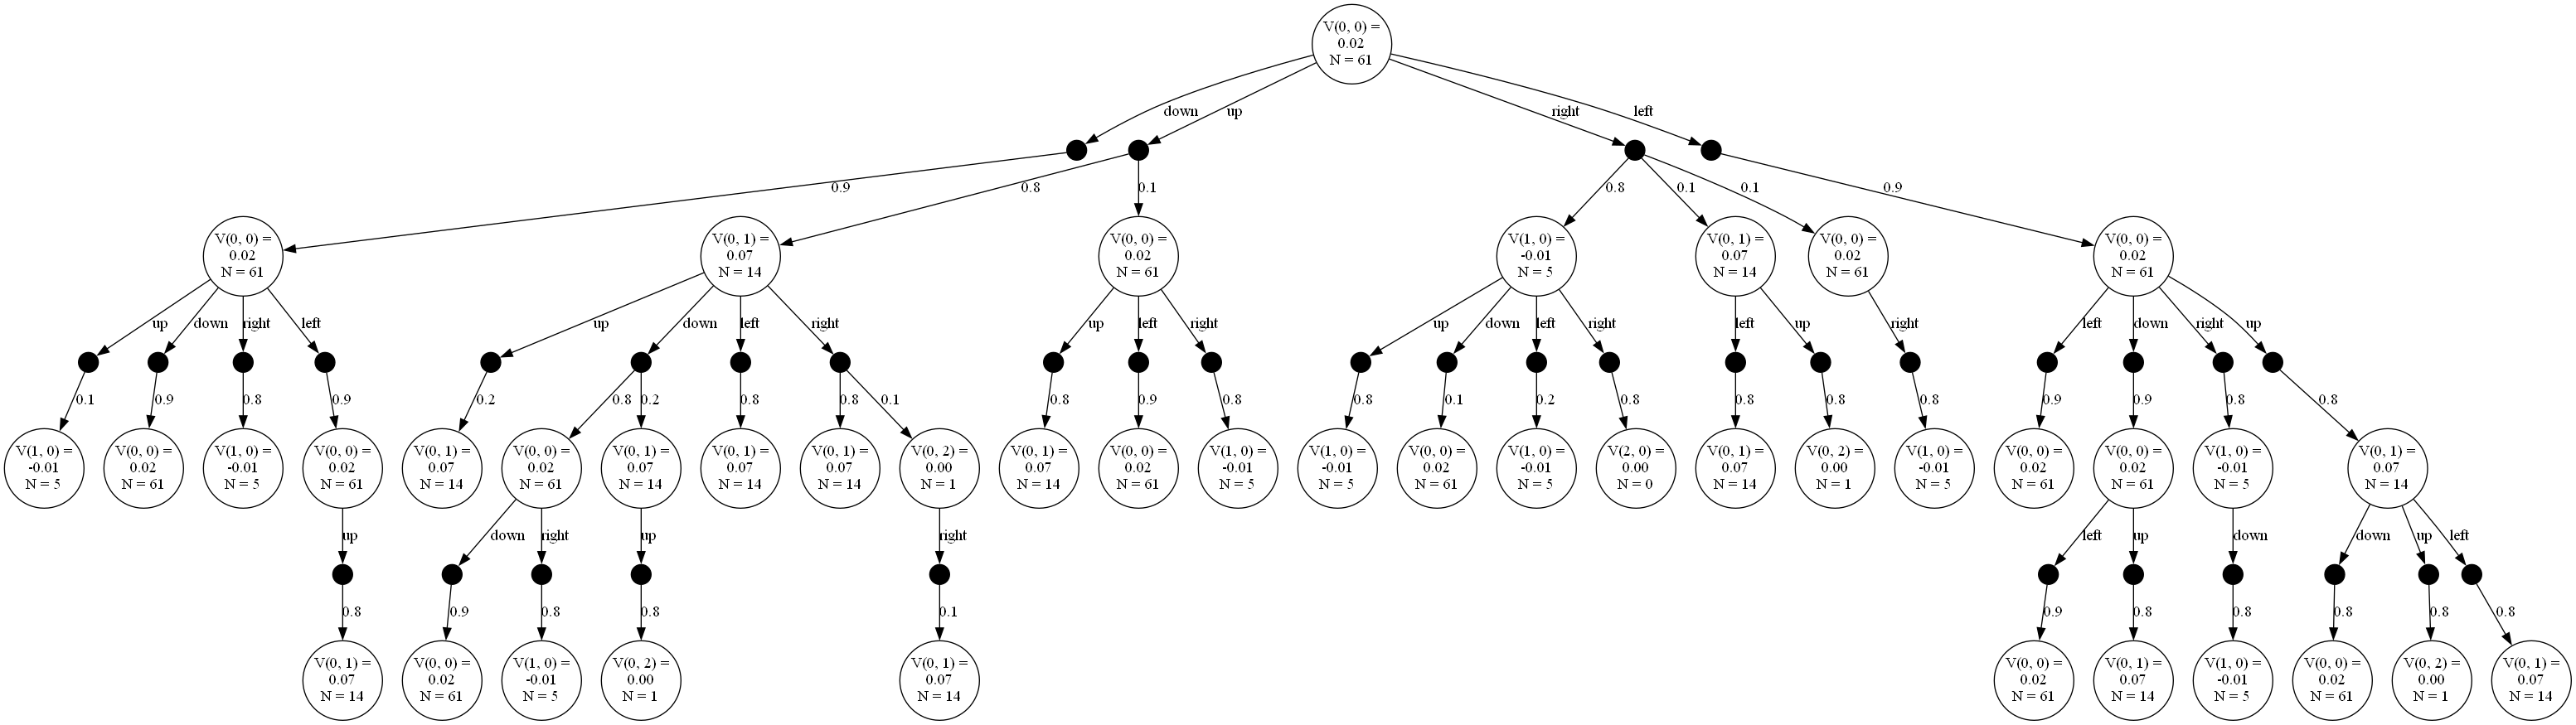 V(0, 0) =
0.02
N = 61
down
up
right
left
0.9
0.8
0.1
0.8
0.1
0.1
0.9
V(0, 0) =
0.02
N = 61
V(0, 1) =
0.07
N = 14
V(0, 0) =
0.02
N = 61
V(1, 0) =
-0.01
N = 5
V(0, 1) =
0.07
N = 14
V(0, 0) =
0.02
N = 61
V(0, 0) =
0.02
N = 61
up
down
right
left
up
down
left
right
up
left
right
up
down
left
right
left
up
right
left
down
right
up
0.1
0.9
0.8
0.9
0.2
0.8
0.2
0.8
0.8
0.1
0.8
0.9
0.8
0.8
0.1
0.2
0.8
0.8
0.8
0.8
0.9
0.9
0.8
0.8
V(1, 0) =
-0.01
N = 5
V(0, 0) =
0.02
N = 61
V(1, 0) =
-0.01
N = 5
V(0, 0) =
0.02
N = 61
V(0, 1) =
0.07
N = 14
V(0, 0) =
0.02
N = 61
V(0, 1) =
0.07
N = 14
V(0, 1) =
0.07
N = 14
V(0, 1) =
0.07
N = 14
V(0, 2) =
0.00
N = 1
V(0, 1) =
0.07
N = 14
V(0, 0) =
0.02
N = 61
V(1, 0) =
-0.01
N = 5
V(1, 0) =
-0.01
N = 5
V(0, 0) =
0.02
N = 61
V(1, 0) =
-0.01
N = 5
V(2, 0) =
0.00
N = 0
V(0, 1) =
0.07
N = 14
V(0, 2) =
0.00
N = 1
V(1, 0) =
-0.01
N = 5
V(0, 0) =
0.02
N = 61
V(0, 0) =
0.02
N = 61
V(1, 0) =
-0.01
N = 5
V(0, 1) =
0.07
N = 14
up
down
right
up
right
left
up
down
down
up
left
0.8
0.9
0.8
0.8
0.1
0.9
0.8
0.8
0.8
0.8
0.8
V(0, 1) =
0.07
N = 14
V(0, 0) =
0.02
N = 61
V(1, 0) =
-0.01
N = 5
V(0, 2) =
0.00
N = 1
V(0, 1) =
0.07
N = 14
V(0, 0) =
0.02
N = 61
V(0, 1) =
0.07
N = 14
V(1, 0) =
-0.01
N = 5
V(0, 0) =
0.02
N = 61
V(0, 2) =
0.00
N = 1
V(0, 1) =
0.07
N = 14